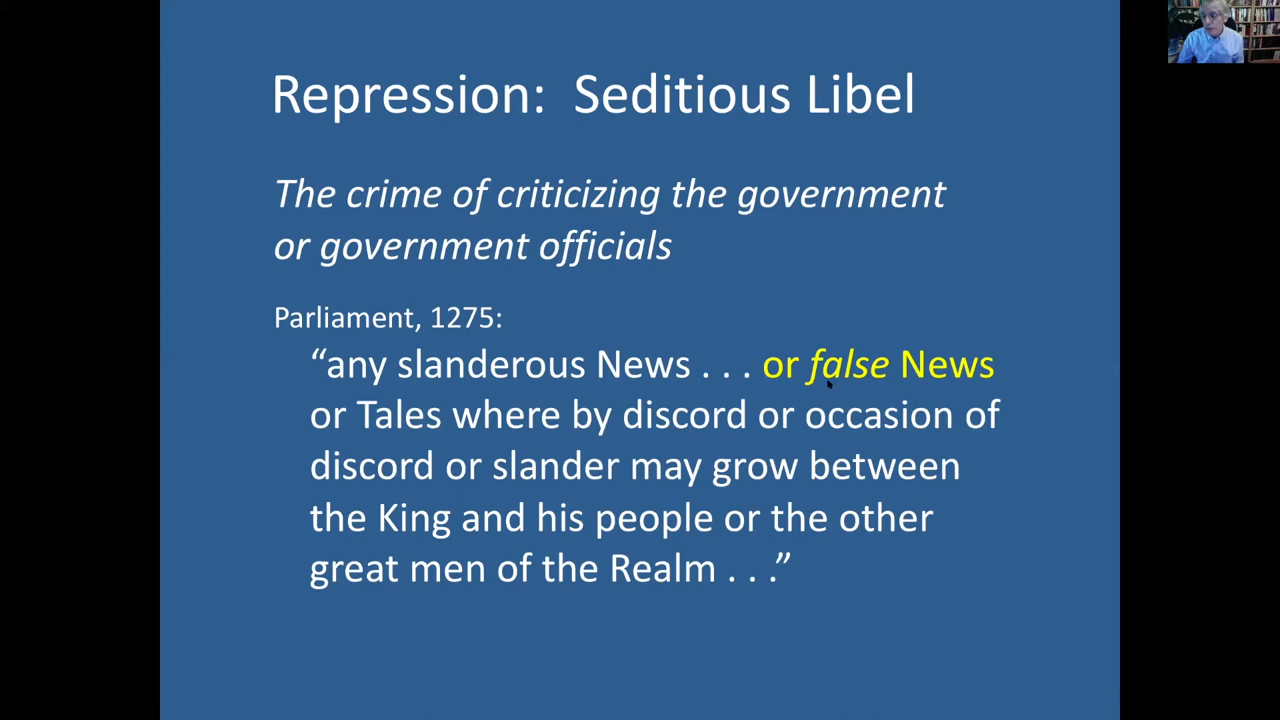 Repression:  Seditious Libel
The crime of criticizing the government
or government officials
Parliament, 1275:
“any slanderous News . . . or false News
or Tales where by discord or occasion of
discord or slander may grow between
the King and his people or the other
great men of the Realm . . .”